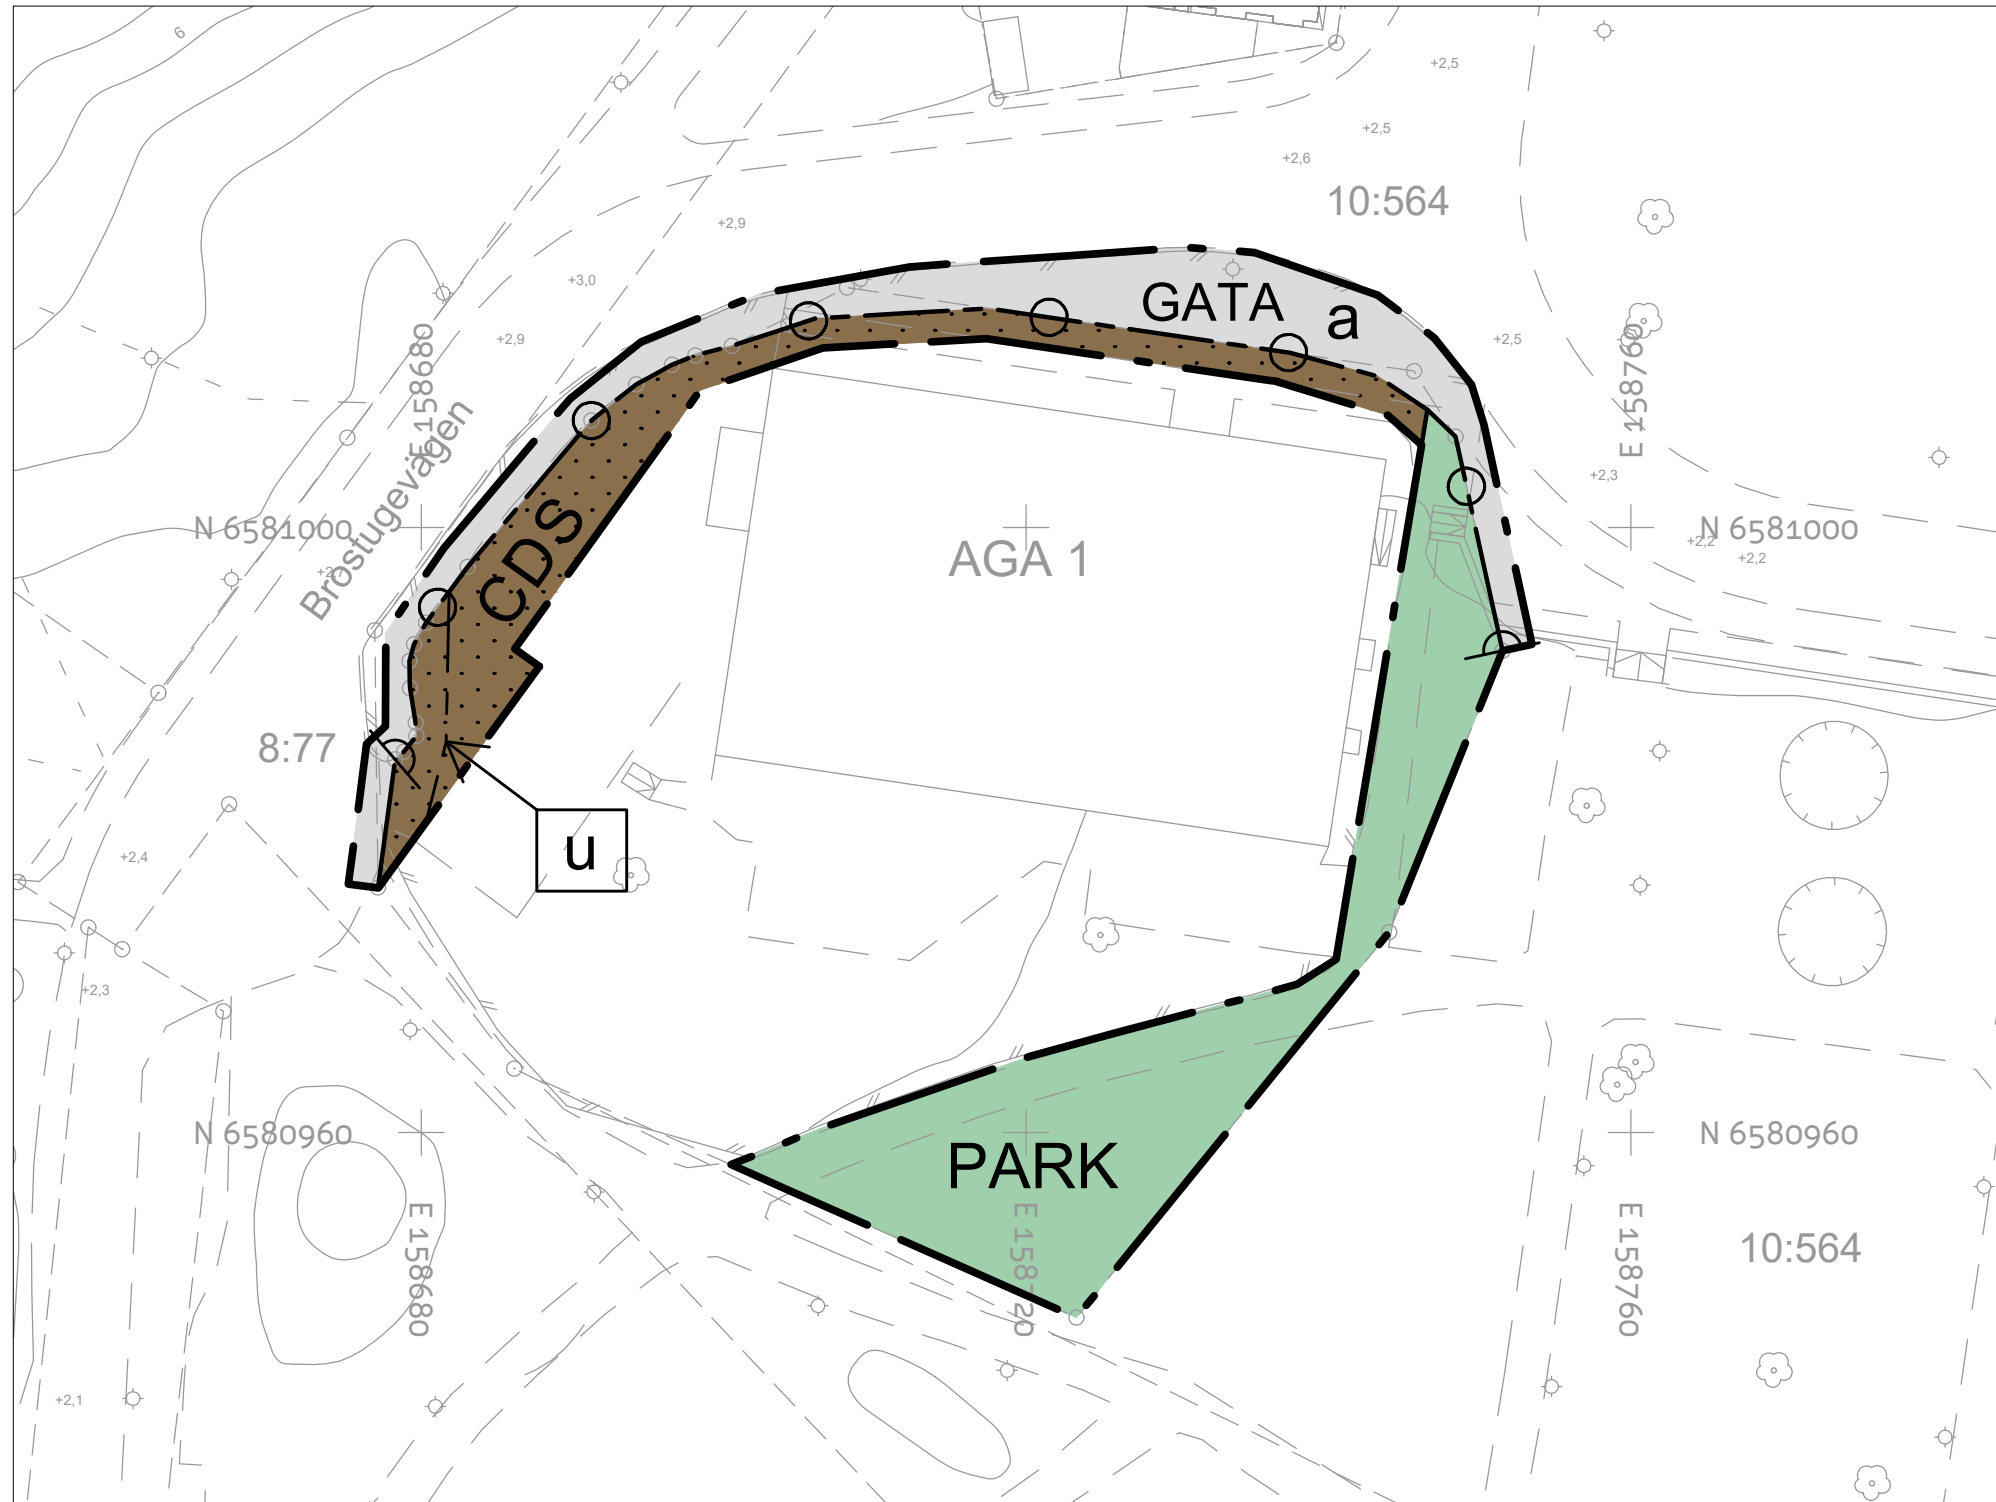 6
+2,5
+2,5
+2,6
10:564
+2,9
+3,0
GATA a
+2,9
+2,5
E 158680
E 158760
Brostugevägen
+2,3
CDS
N 6581000
N 6581000
+2,2
+2,2
AGA 1
8:77
u
+2,4
+2,3
N 6580960
N 6580960
PARK
E 158680
E 158720
E 158760
10:564
+2,1